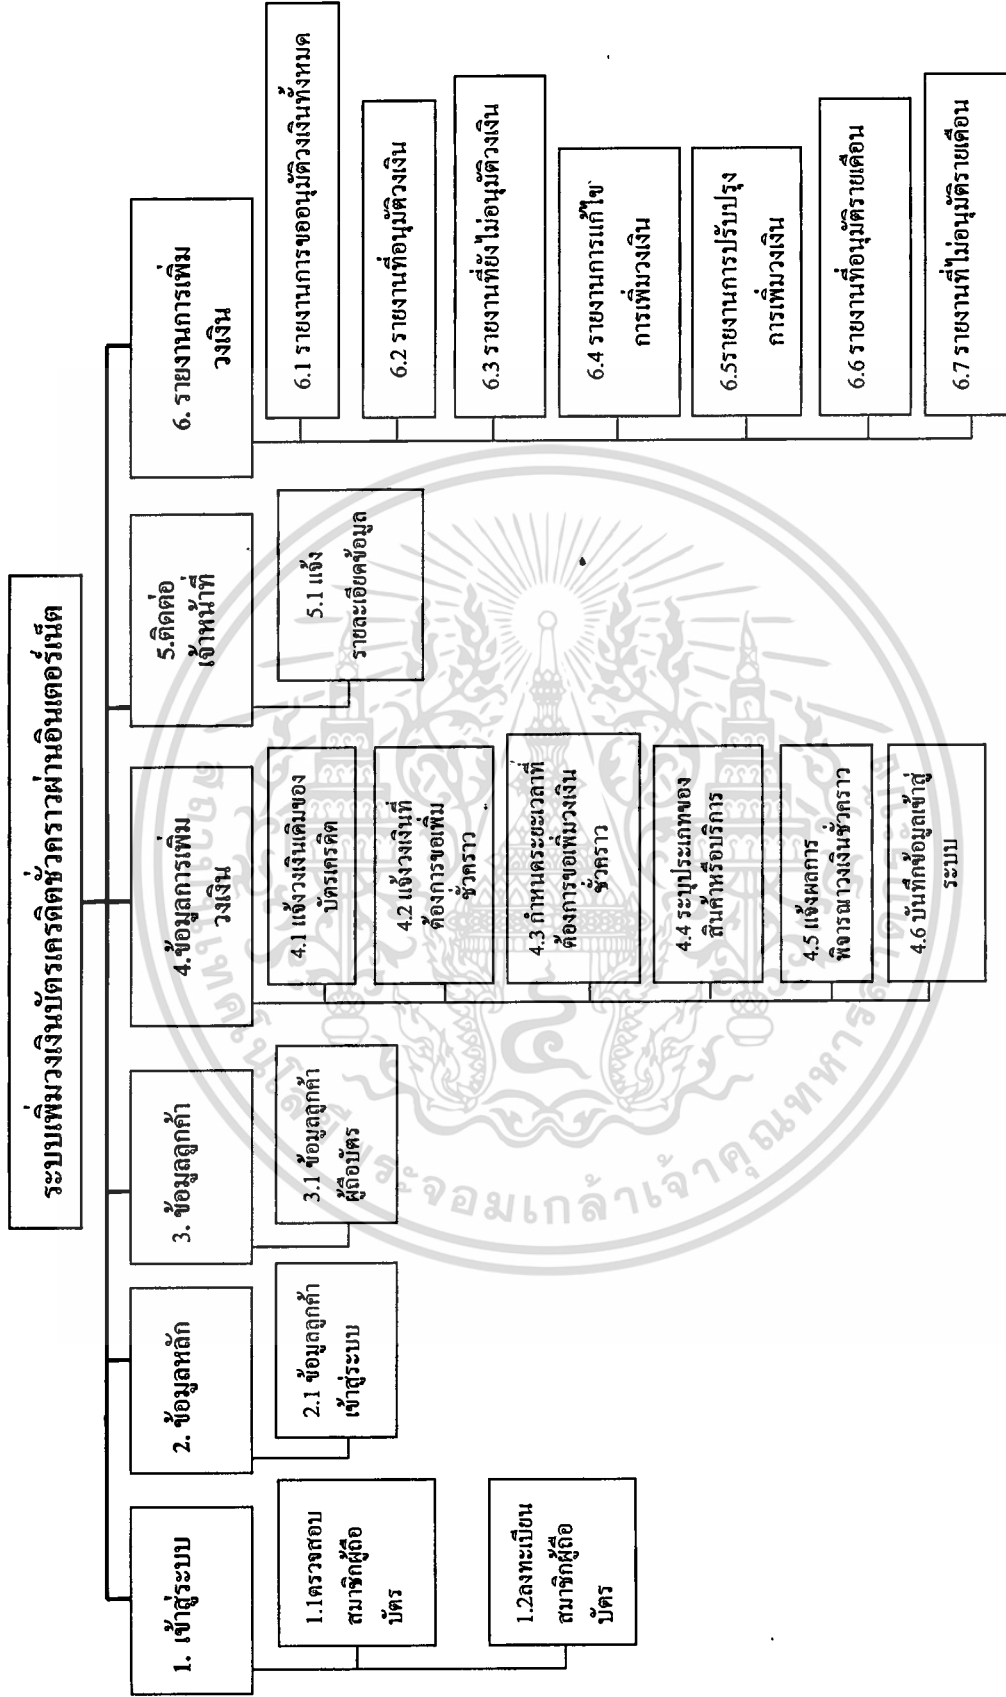 ระบบเพิ่มวงเงินบัตรเครดิตชั่วคราวผ่านอินเตอร์เน็ต
1. เข้าสู่ระบบ
1.1ตรวจสอบ
สมาชิกผู้ถือ
บัตร
1.2ลงทะเบียน
สมาชิกผู้ถือ
บัตร
2. ข้อมูลหลัก
2.1 ข้อมูลลูกค้า
เข้าสู่ระบบ
3. ข้อมูลลูกค้า
3.1 ข้อมูลลูกค้า
ผู้ถือบัตร
4.ข้อมูลการเพิ่ม
วงเงิน
4.1 แจ้งวงเงินเดิมของ
บัตรเครดิต
4.2 แจ้งวงเงินที่
ต้องการขอเพิ่ม
ชั่วคราว
4.3 กำหนดระยะเวลาที่
ต้องการขอเพิ่มวงเงิน
ชั่วคราว
4.4 ระบุประเภทของ
สินค้าหรือบริการ
4.5 แจ้งผลการ
พิจารณาวงเงินชั่วคราว
4.6 บันทึกข้อมูลเข้าสู่
ระบบ
5.ติดต่อ
เจ้าหน้าที่
5.1 แจ้ง
รายละเอียดข้อมูล
6. รายงานการเพิ่ม
วงเงิน
6.1 รายงานการขออนุมัติวงเงินทั้งหมด
6.2 รายงานที่อนุมัติวงเงิน
6.3 รายงานที่ยังไม่อนุมัติวงเงิน
6.4 รายงานการแก้ไข
การเพิ่มวงเงิน
6.5รายงานการปรับปรุง
การเพิ่มวงเงิน
6.6 รายงานที่อนุมัติรายเดือน
6.7 รายงานที่ไม่อนุมัติรายเดือน